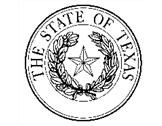 THE STATE OF TEXAS